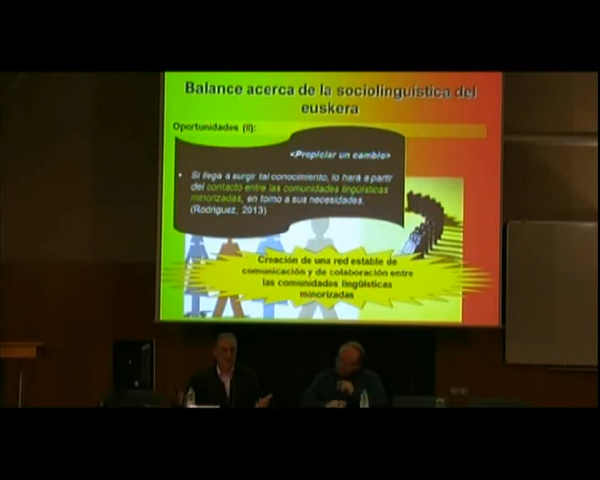 Balance acerca de la sociolinguística del
euskera
Oportunidades (II):
<Propiciar un cambio>
• Si llega a surgir tal conocimiento, lo hará a partir
del contacto entre las comunidades lingüísticas
minorizadas, en torno a sus necesidades.
(Rodriguez, 2013)
Creación de una red estable de
comunicación y de colaboración entre
las comunidades lingüísticas
minorizadas